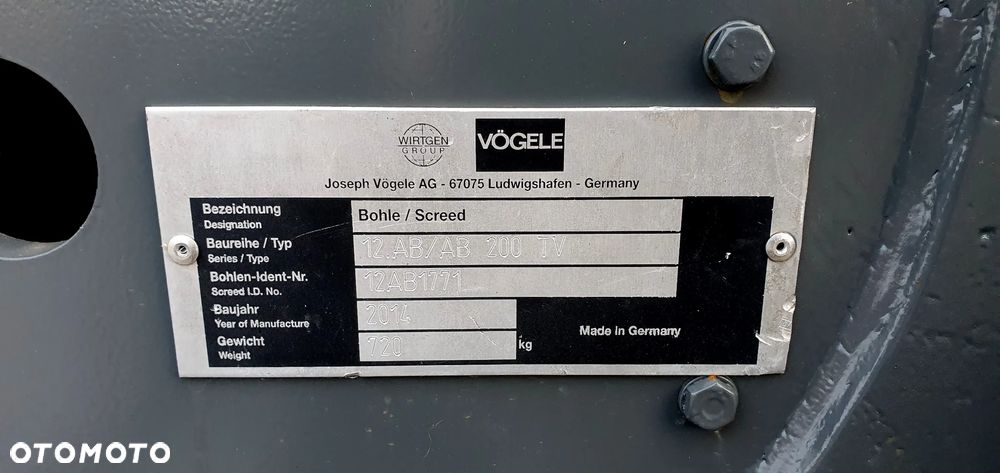 WIRTGEN
GROUP
VÖGELE
Joseph Vögele AG - 67075 Ludwigshafen - Germany
Bezeichnung
Designation
Bohle / Screed
Baureihe / Typ
Series / Type
12.AB/AB 200 TV
Bohlen-Ident-Nr.
Screed I.D. No.
12AB1771
Baujahr
Year of Manufacture
2014
Gewicht
Weight
720 kg
Made in Germany
OTOMOTO